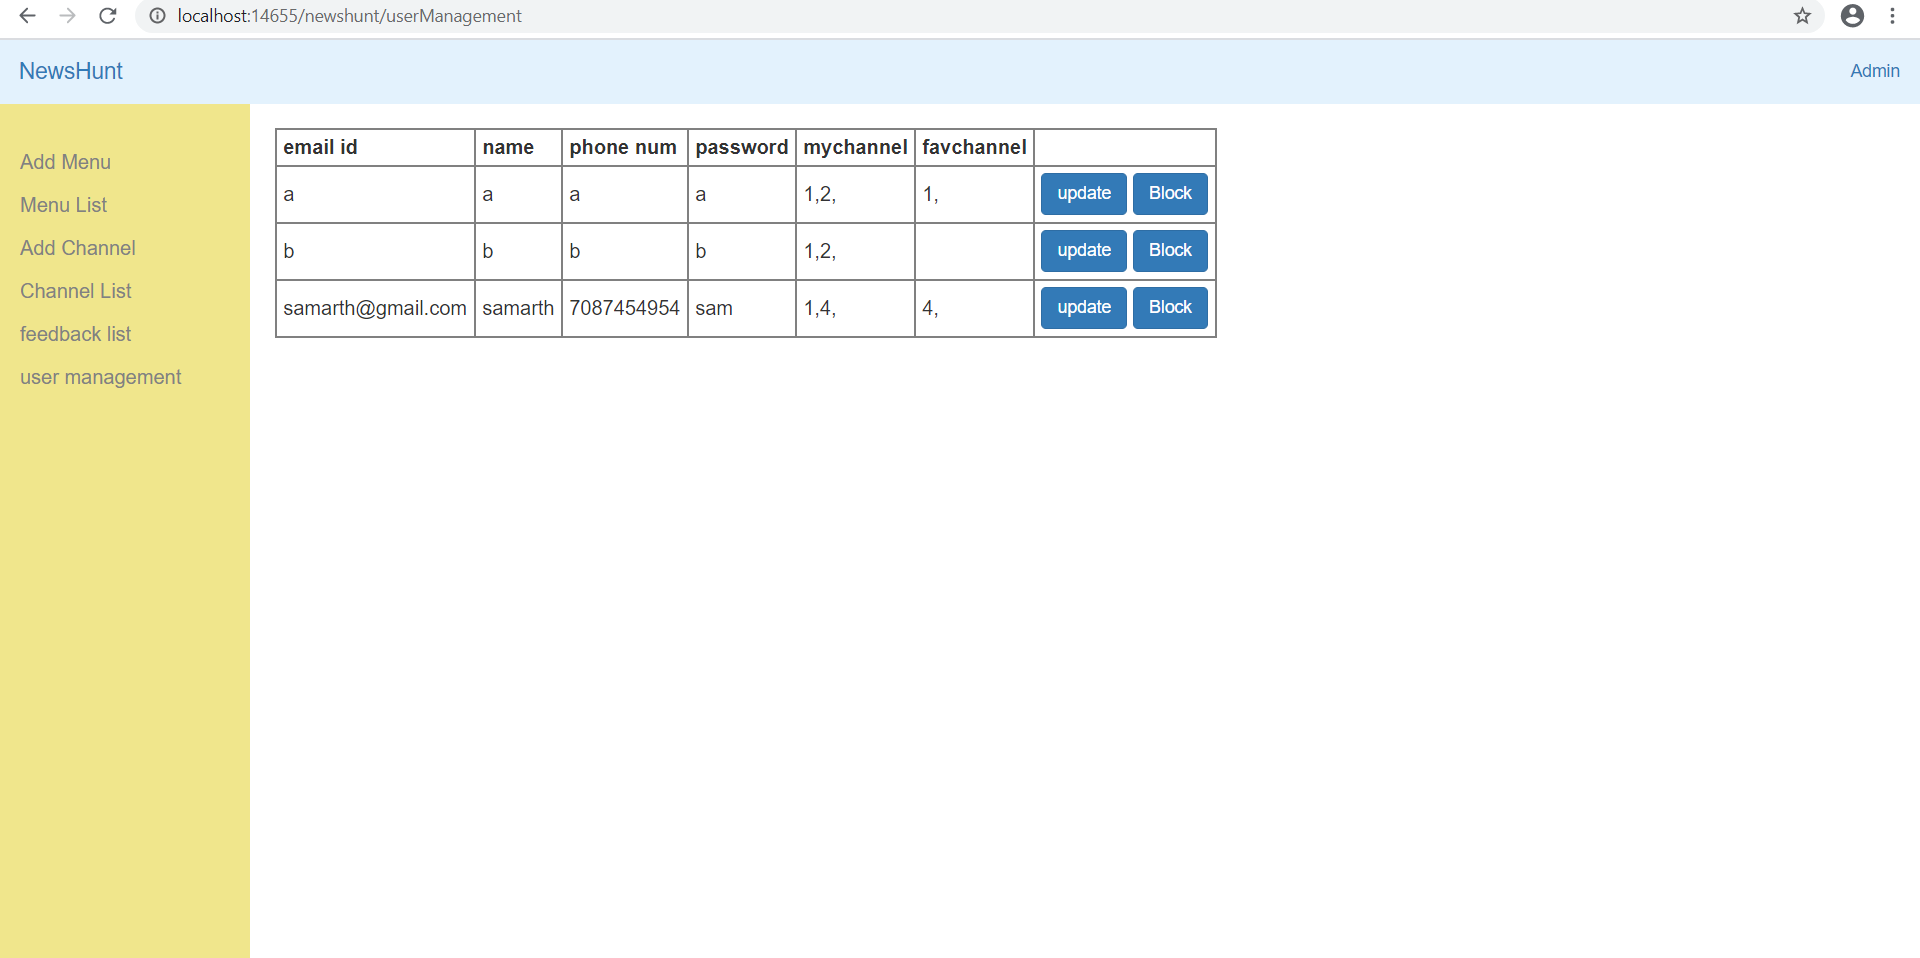 localhost:14655/newshunt/userManagement
NewsHunt Admin
Add Menu
Menu List
Add Channel
Channel List
feedback list
user management
email id name phone num password mychannel favchannel
a a a a 1,2, 1, update Block
b b b b 1,2, update Block
samarth@gmail.com samarth 7087454954 sam 1,4, 4, update Block